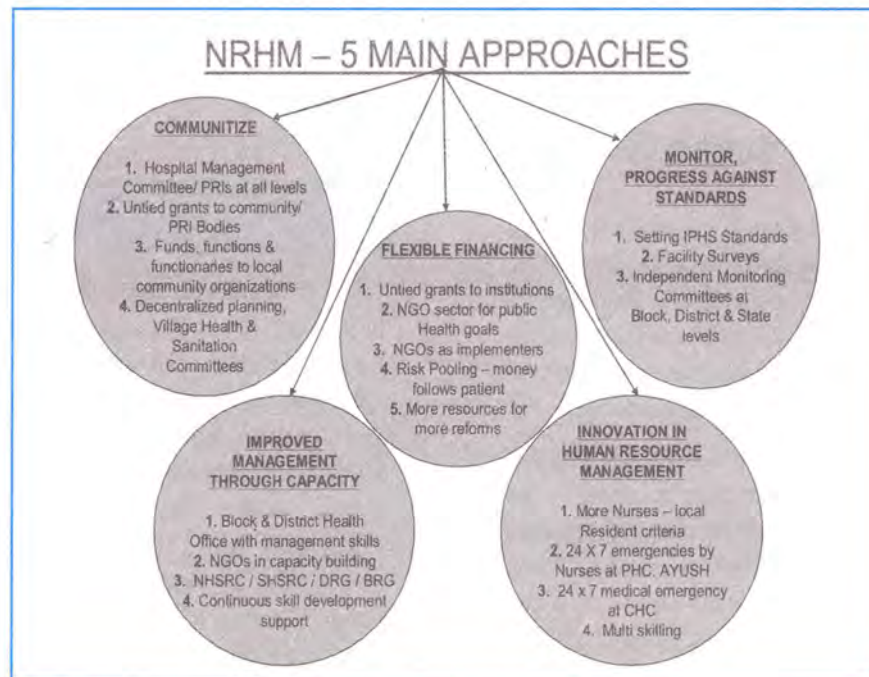 NRHM – 5 MAIN APPROACHES
COMMUNITIZE
1. Hospital Management
Committee/ PRIs at all levels
2. Untied grants to community/
PRI Bodies
3. Funds, functions &
functionaries to local
community organizations
4. Decentralized planning,
Village Health &
Sanitation
Committees
FLEXIBLE FINANCING
1. Untied grants to institutions
2. NGO sector for public
Health goals
3. NGOs as implementers
4. Risk Pooling – money
follows patient
5. More resources for
more reforms
MONITOR,
PROGRESS AGAINST
STANDARDS
1. Setting IPHS Standards
2. Facility Surveys
3. Independent Monitoring
Committees at
Block, District & State
levels
IMPROVED
MANAGEMENT
THROUGH CAPACITY
1. Block & District Health
Office with management skills
2. NGOs in capacity building
3. NHSRC / SHSRC / DRG / BRG
4. Continuous skill development
support
INNOVATION IN
HUMAN RESOURCE
MANAGEMENT
1. More Nurses – local
Resident criteria
2. 24 X 7 emergencies by
Nurses at PHC. AYUSH
3. 24 x 7 medical emergency
at CHC
4. Multi skilling